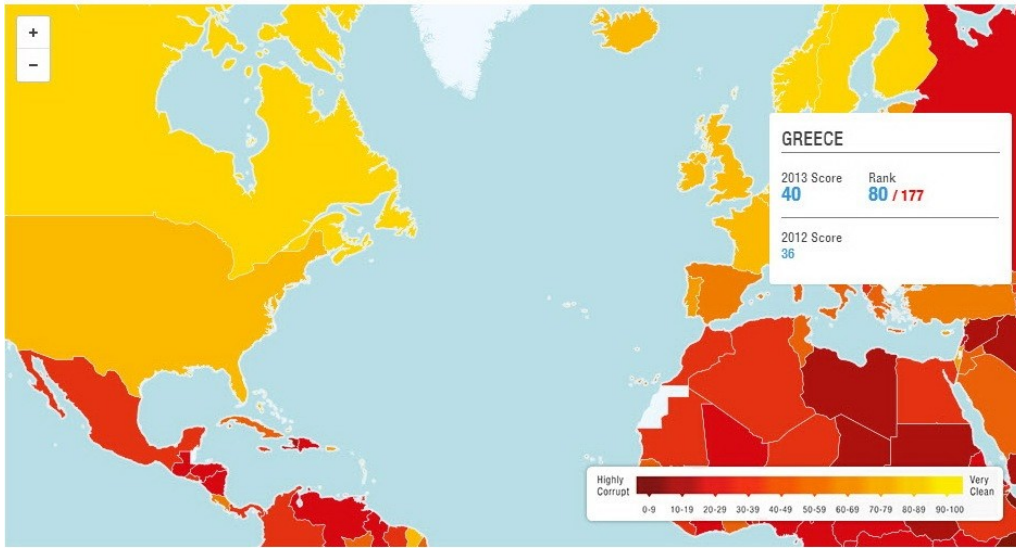 +
−
GREECE
2013 Score Rank
40 80 / 177
2012 Score
36
Highly Corrupt
Very Clean
0-9 10-19 20-29 30-39 40-49 50-59 60-69 70-79 80-89 90-100